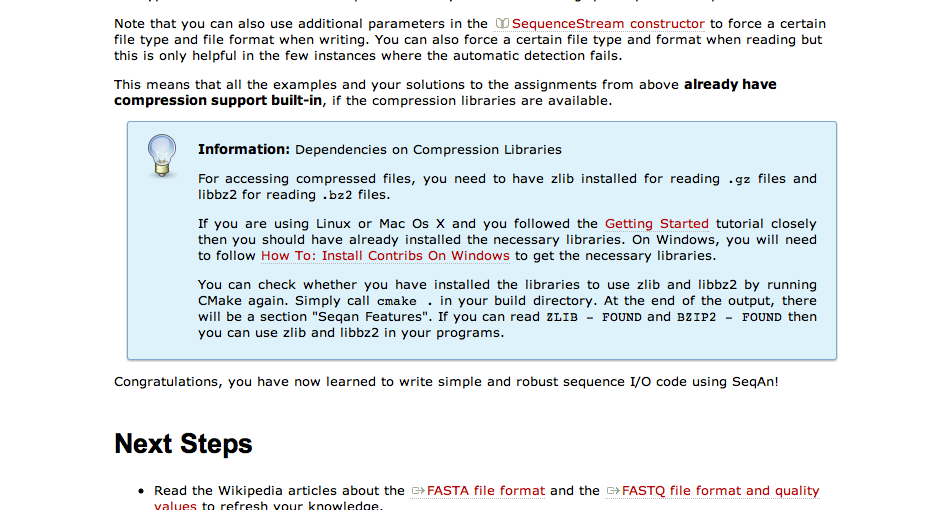 Note that you can also use additional parameters in the SequenceStream constructor to force a certain
file type and file format when writing. You can also force a certain file type and format when reading but
this is only helpful in the few instances where the automatic detection fails.
This means that all the examples and your solutions to the assignments from above already have
compression support built-in, if the compression libraries are available.
Information: Dependencies on Compression Libraries
For accessing compressed files, you need to have zlib installed for reading .gz files and
libbz2 for reading .bz2 files.
If you are using Linux or Mac Os X and you followed the Getting Started tutorial closely
then you should have already installed the necessary libraries. On Windows, you will need
to follow How To: Install Contribs On Windows to get the necessary libraries.
You can check whether you have installed the libraries to use zlib and libbz2 by running
CMake again. Simply call cmake . in your build directory. At the end of the output, there
will be a section "Seqan Features". If you can read ZLIB - FOUND and BZIP2 - FOUND then
you can use zlib and libbz2 in your programs.
Congratulations, you have now learned to write simple and robust sequence I/O code using SeqAn!
Next Steps
• Read the Wikipedia articles about the FASTA file format and the FASTQ file format and quality
values to refresh your knowledge.